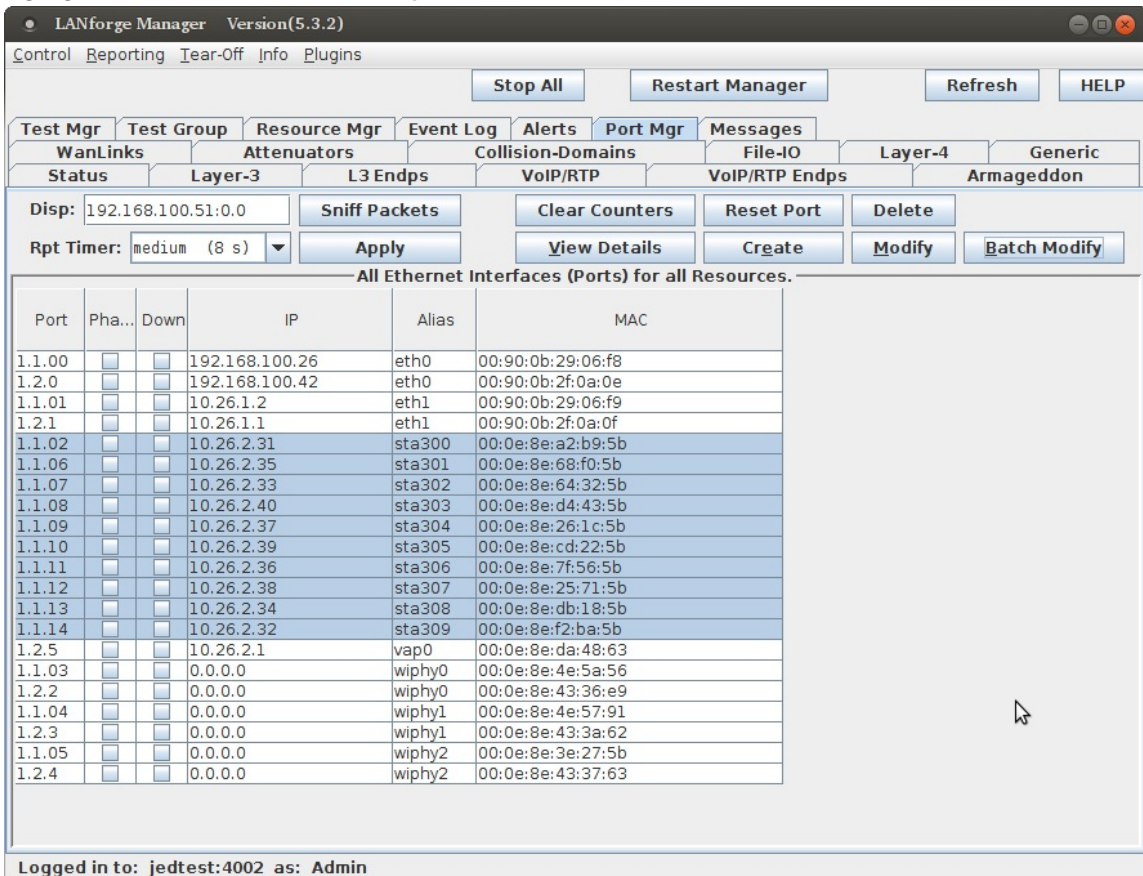 LANforge Manager Version(5.3.2)
Control Reporting Tear-Off Info Plugins
Stop All Restart Manager Refresh HELP
Test Mgr Test Group Resource Mgr Event Log Alerts Port Mgr Messages
WanLinks Attenuators Collision-Domains File-IO Layer-4 Generic
Status Layer-3 L3 Endps VoIP/RTP VoIP/RTP Endps Armageddon
Disp: 192.168.100.51:0.0 Sniff Packets Clear Counters Reset Port Delete
Rpt Timer: medium (8 s) Apply View Details Create Modify Batch Modify
All Ethernet Interfaces (Ports) for all Resources.
Port Pha... Down IP Alias MAC
1.1.00 192.168.100.26 eth0 00:90:0b:29:06:f8
1.2.0 192.168.100.42 eth0 00:90:0b:2f:0a:0e
1.1.01 10.26.1.2 eth1 00:90:0b:29:06:f9
1.2.1 10.26.1.1 eth1 00:90:0b:2f:0a:0f
1.1.02 10.26.2.31 sta300 00:0e:8e:a2:b9:5b
1.1.06 10.26.2.35 sta301 00:0e:8e:68:f0:5b
1.1.07 10.26.2.33 sta302 00:0e:8e:64:32:5b
1.1.08 10.26.2.40 sta303 00:0e:8e:d4:43:5b
1.1.09 10.26.2.37 sta304 00:0e:8e:26:1c:5b
1.1.10 10.26.2.39 sta305 00:0e:8e:cd:22:5b
1.1.11 10.26.2.36 sta306 00:0e:8e:7f:56:5b
1.1.12 10.26.2.38 sta307 00:0e:8e:25:71:5b
1.1.13 10.26.2.34 sta308 00:0e:8e:db:18:5b
1.1.14 10.26.2.32 sta309 00:0e:8e:f2:ba:5b
1.2.5 10.26.2.1 vap0 00:0e:8e:da:48:63
1.1.03 0.0.0.0 wiphy0 00:0e:8e:4e:5a:56
1.2.2 0.0.0.0 wiphy0 00:0e:8e:43:36:e9
1.1.04 0.0.0.0 wiphy1 00:0e:8e:4e:57:91
1.2.3 0.0.0.0 wiphy1 00:0e:8e:43:3a:62
1.1.05 0.0.0.0 wiphy2 00:0e:8e:3e:27:5b
1.2.4 0.0.0.0 wiphy2 00:0e:8e:43:37:63
Logged in to: jedtest:4002 as: Admin